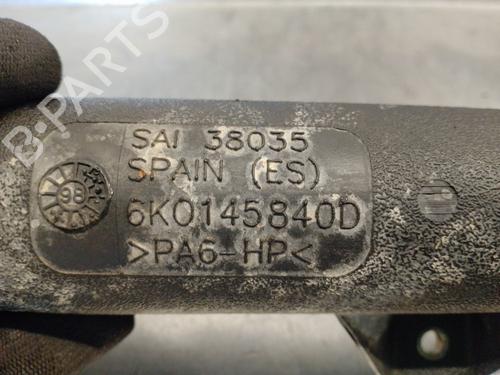 B-PARTS
SAI 38035
SPAIN (ES)
6K0145840D
>PA6-HP<
98